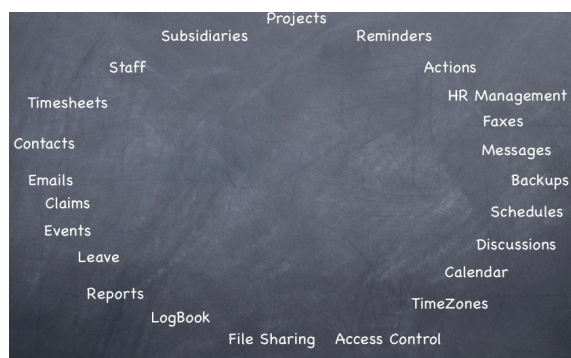 Projects
Subsidiaries
Reminders
Staff
Actions
HR Management
Timesheets
Faxes
Contacts
Messages
Emails
Backups
Claims
Schedules
Events
Discussions
Leave
Calendar
Reports
TimeZones
LogBook
File Sharing
Access Control